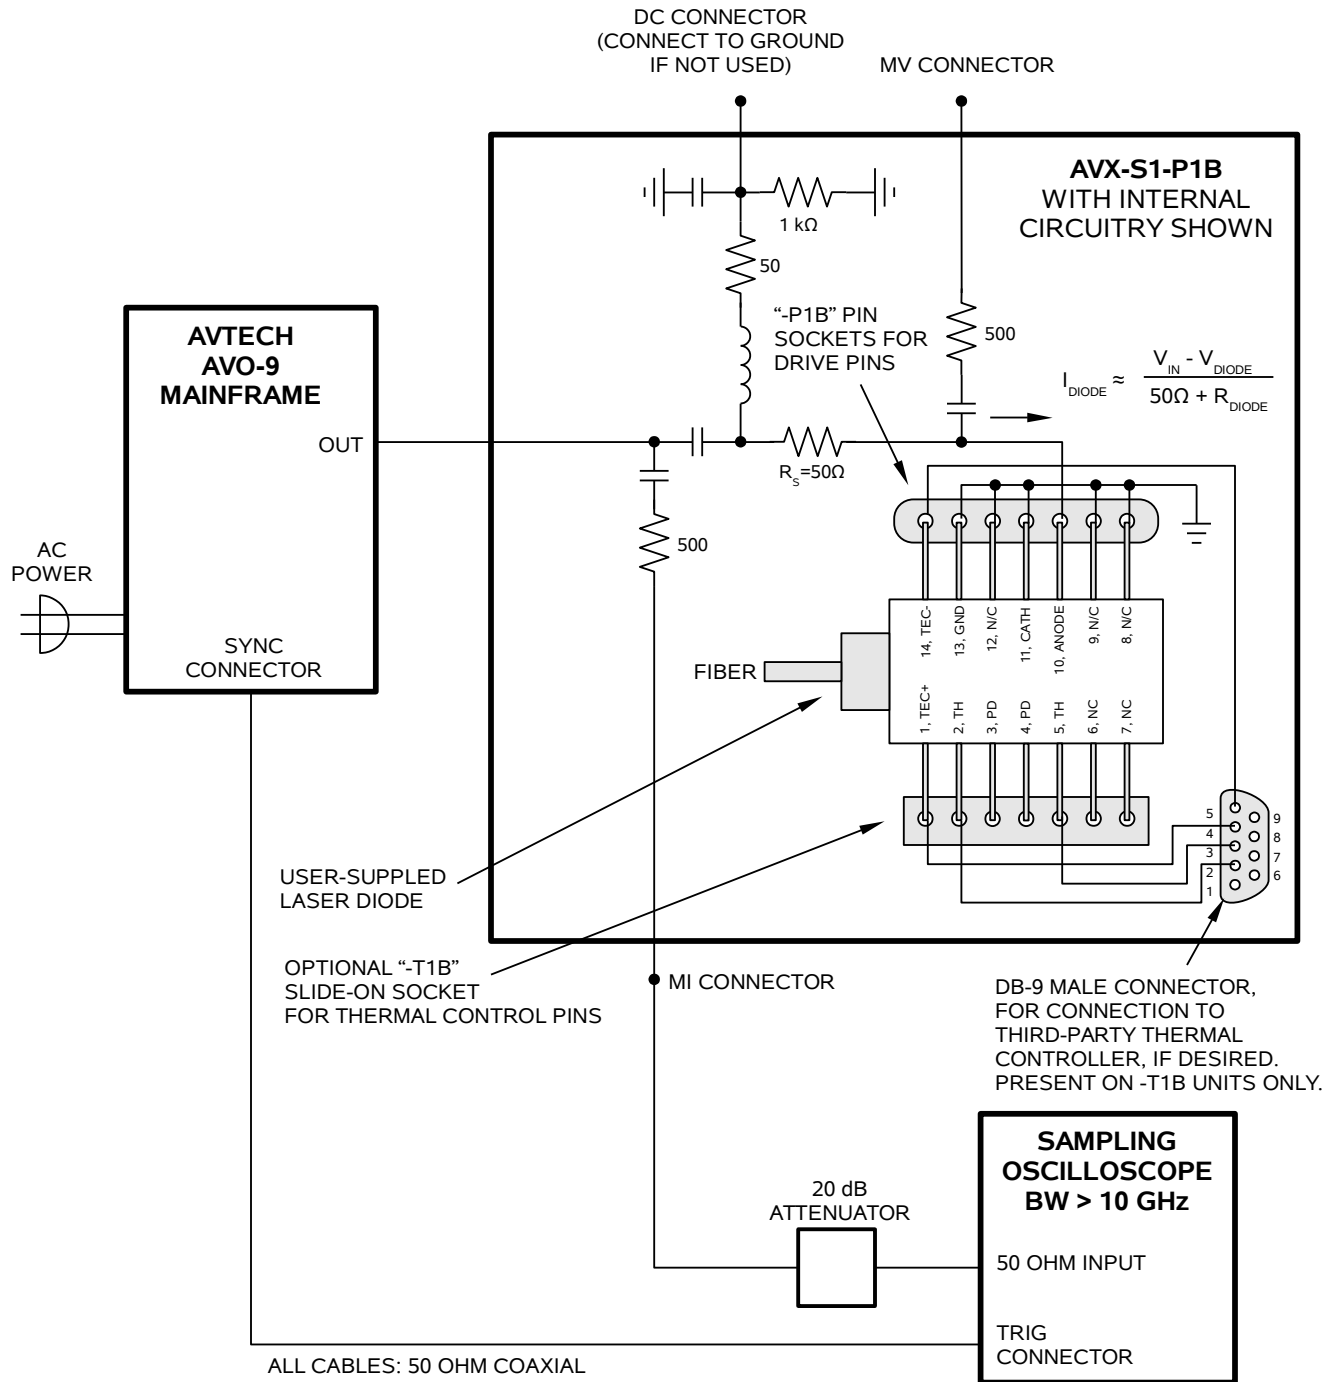 DC CONNECTOR
(CONNECT TO GROUND
IF NOT USED)
MV CONNECTOR
AVX-S1-P1B
WITH INTERNAL
CIRCUITRY SHOWN
1 kΩ
50
"-P1B" PIN
SOCKETS FOR
DRIVE PINS
500
I_DIODE ≈ V_IN - V_DIODE
50Ω + R_DIODE
AVTECH
AVO-9
MAINFRAME
OUT
R_S=50Ω
500
AC
POWER
SYNC
CONNECTOR
14, TEC-
13, GND
12, N/C
11, CATH
10, ANODE
9, N/C
8, N/C
FIBER
1, TEC+
2, TH
3, PD
4, PD
5, TH
6, NC
7, NC
5
4
3
2
1
9
8
7
6
USER-SUPPLED
LASER DIODE
OPTIONAL "-T1B"
SLIDE-ON SOCKET
FOR THERMAL CONTROL PINS
MI CONNECTOR
DB-9 MALE CONNECTOR,
FOR CONNECTION TO
THIRD-PARTY THERMAL
CONTROLLER, IF DESIRED.
PRESENT ON -T1B UNITS ONLY.
SAMPLING
OSCILLOSCOPE
BW > 10 GHz
20 dB
ATTENUATOR
50 OHM INPUT
TRIG
CONNECTOR
ALL CABLES: 50 OHM COAXIAL